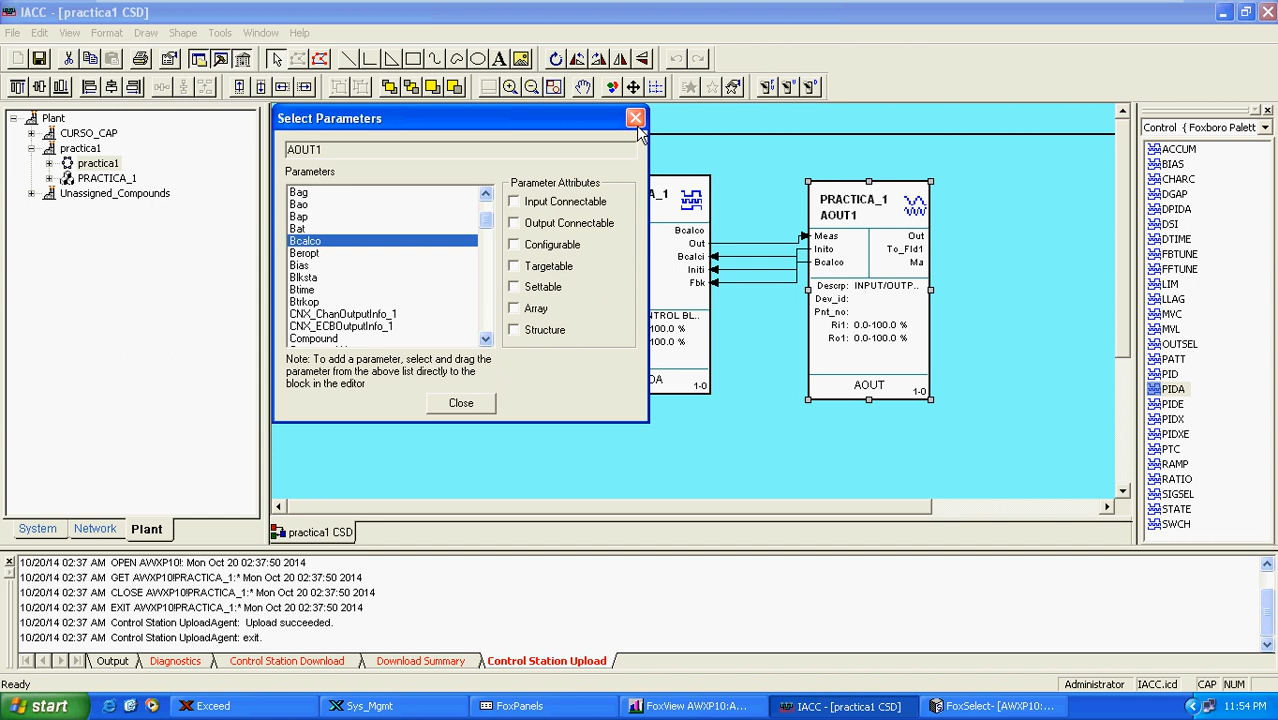 IACC - [practica1 CSD]
File Edit View Format Draw Shape Tools Window Help
Plant
CURSO_CAP
practica1
practica1
PRACTICA_1
Unassigned_Compounds
System Network Plant
Select Parameters
AOUT1
Parameters
Bag
Bao
Bap
Bat
Bcalco
Beropt
Bias
Blksta
Btime
Btrkop
CNX_ChanOutputInfo_1
CNX_ECBOutputInfo_1
Compound
Parameter Attributes
Input Connectable
Output Connectable
Configurable
Targetable
Settable
Array
Structure
Note: To add a parameter, select and drag the
parameter from the above list directly to the
block in the editor
Close
Bcalco
Out
Bcalci
Initi
Fbk
1-0
PRACTICA_1
AOUT1
Meas Out
Inito To_Fld1
Bcalco Ma
Descrp: INPUT/OUTP..
Dev_id:
Pnt_no:
Ri1: 0.0-100.0 %
Ro1: 0.0-100.0 %
AOUT 1-0
practica1 CSD
Control { Foxboro Palett
ACCUM
BIAS
CHARC
DGAP
DPIDA
DSI
DTIME
FBTUNE
FFTUNE
LIM
LLAG
MVC
MVL
OUTSEL
PATT
PID
PIDA
PIDE
PIDX
PIDXE
PTC
RAMP
RATIO
SIGSEL
STATE
SWCH
10/20/14 02:37 AM OPEN AWXP10!: Mon Oct 20 02:37:50 2014
10/20/14 02:37 AM GET AWXP10!PRACTICA_1:* Mon Oct 20 02:37:50 2014
10/20/14 02:37 AM CLOSE AWXP10!PRACTICA_1:* Mon Oct 20 02:37:50 2014
10/20/14 02:37 AM EXIT AWXP10!PRACTICA_1:* Mon Oct 20 02:37:50 2014
10/20/14 02:37 AM Control Station UploadAgent: Upload succeeded.
10/20/14 02:37 AM Control Station UploadAgent: exit.
Output Diagnostics Control Station Download Download Summary Control Station Upload
Ready Administrator IACC.icd CAP NUM
start Exceed Sys_Mgmt FoxPanels FoxView AWXP10:A... IACC - [practica1 CSD] FoxSelect- [AWXP10:... 11:54 PM